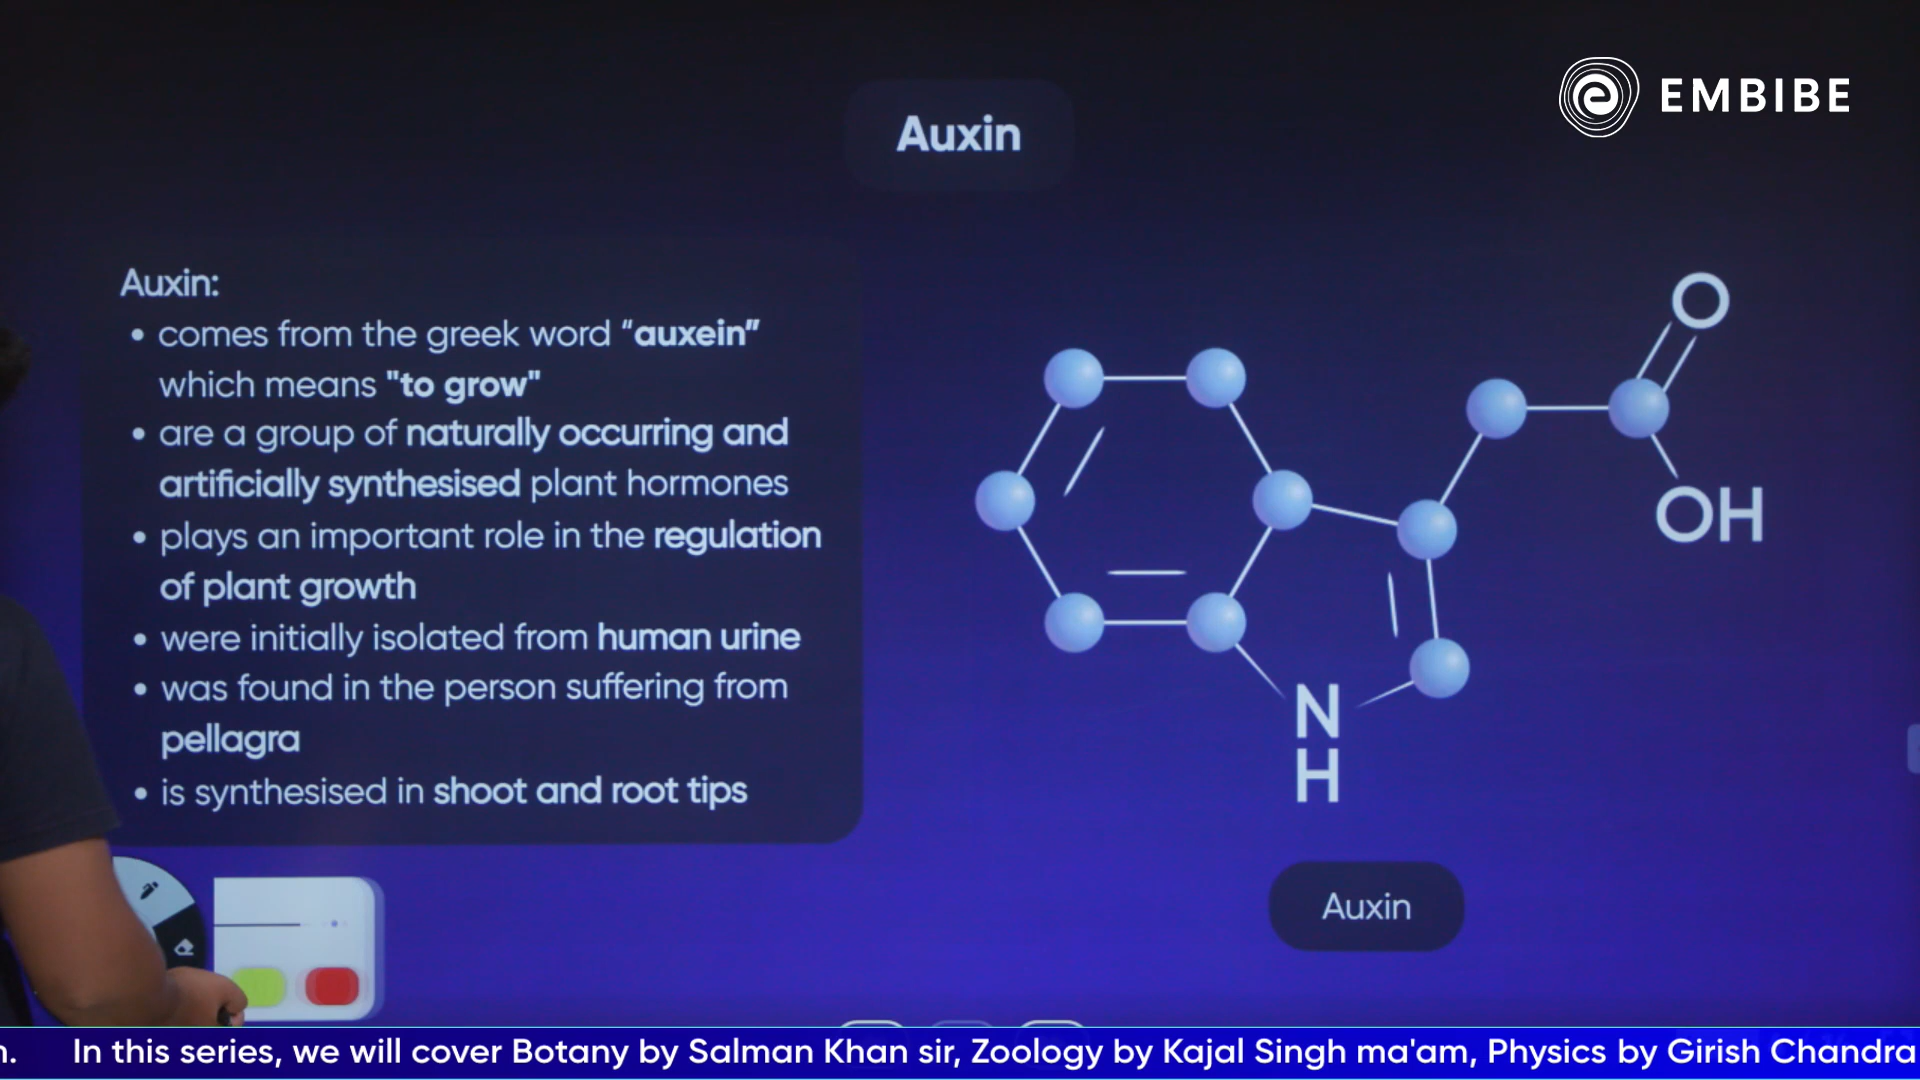 EMBIBE
Auxin
Auxin:
• comes from the greek word “auxein”
which means "to grow"
• are a group of naturally occurring and
artificially synthesised plant hormones
• plays an important role in the regulation
of plant growth
• were initially isolated from human urine
• was found in the person suffering from
pellagra
• is synthesised in shoot and root tips
O
OH
N
H
Auxin
n. In this series, we will cover Botany by Salman Khan sir, Zoology by Kajal Singh ma'am, Physics by Girish Chandra